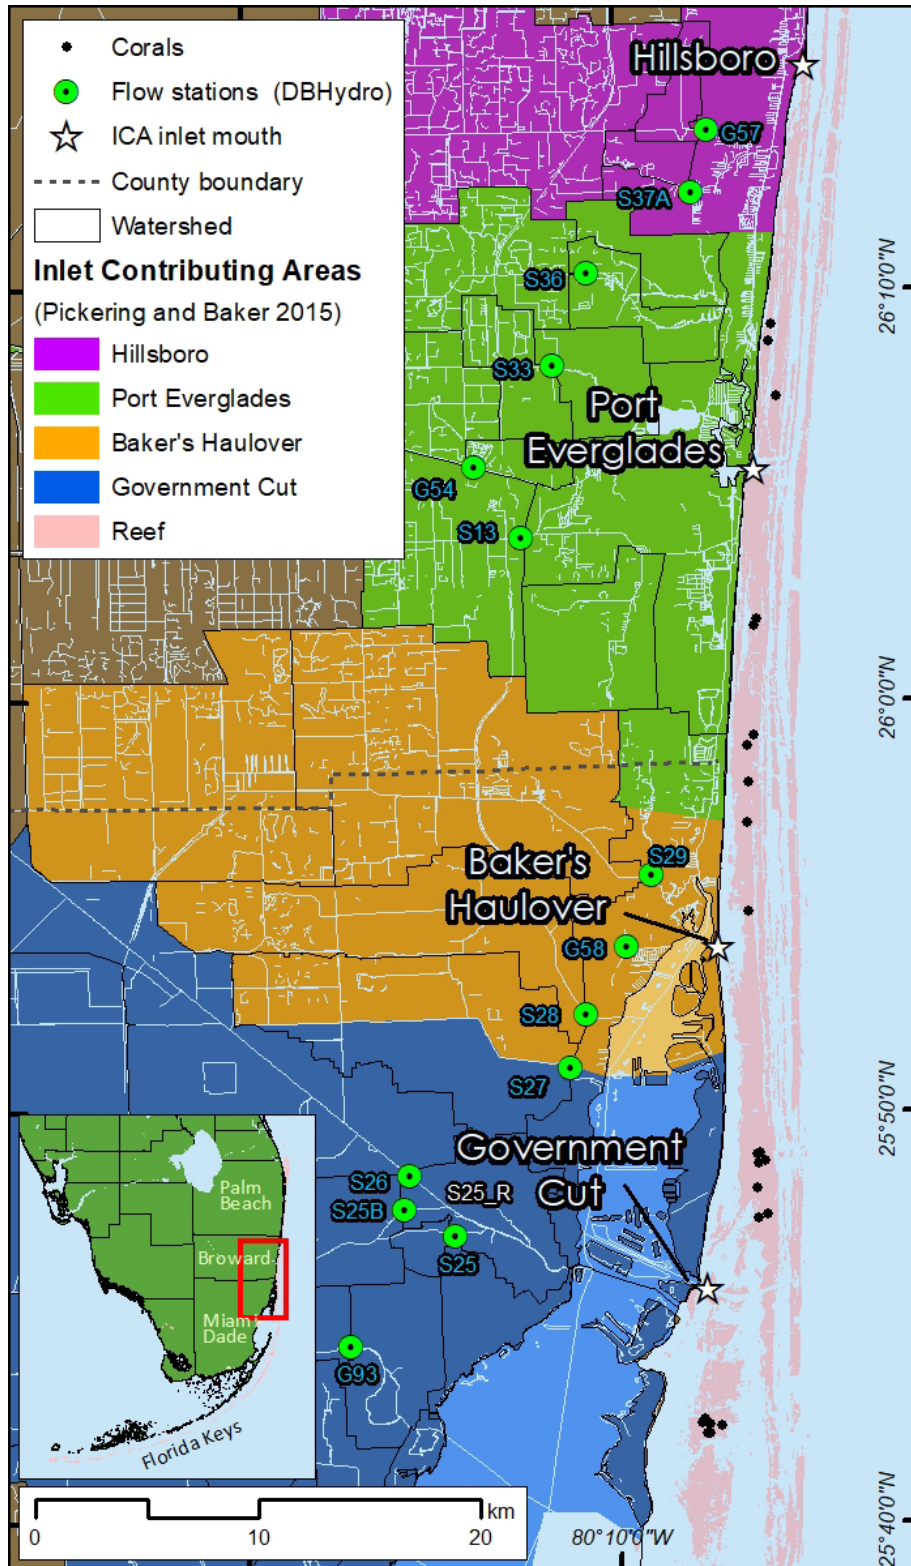 Corals
Flow stations (DBHydro)
ICA inlet mouth
County boundary
Watershed
Inlet Contributing Areas
(Pickering and Baker 2015)
Hillsboro
Port Everglades
Baker's Haulover
Government Cut
Reef
Hillsboro
G57
S37A
S36
26°10'0"N
S33
Port
Everglades
G54
S13
26°0'0"N
Baker's
Haulover
S29
G58
S28
S27
25°50'0"N
Government
Cut
S26
S25_R
S25B
S25
G93
Palm
Beach
Broward
Miami
Dade
Florida Keys
km
0
10
20
80°10'0"W
25°40'0"N